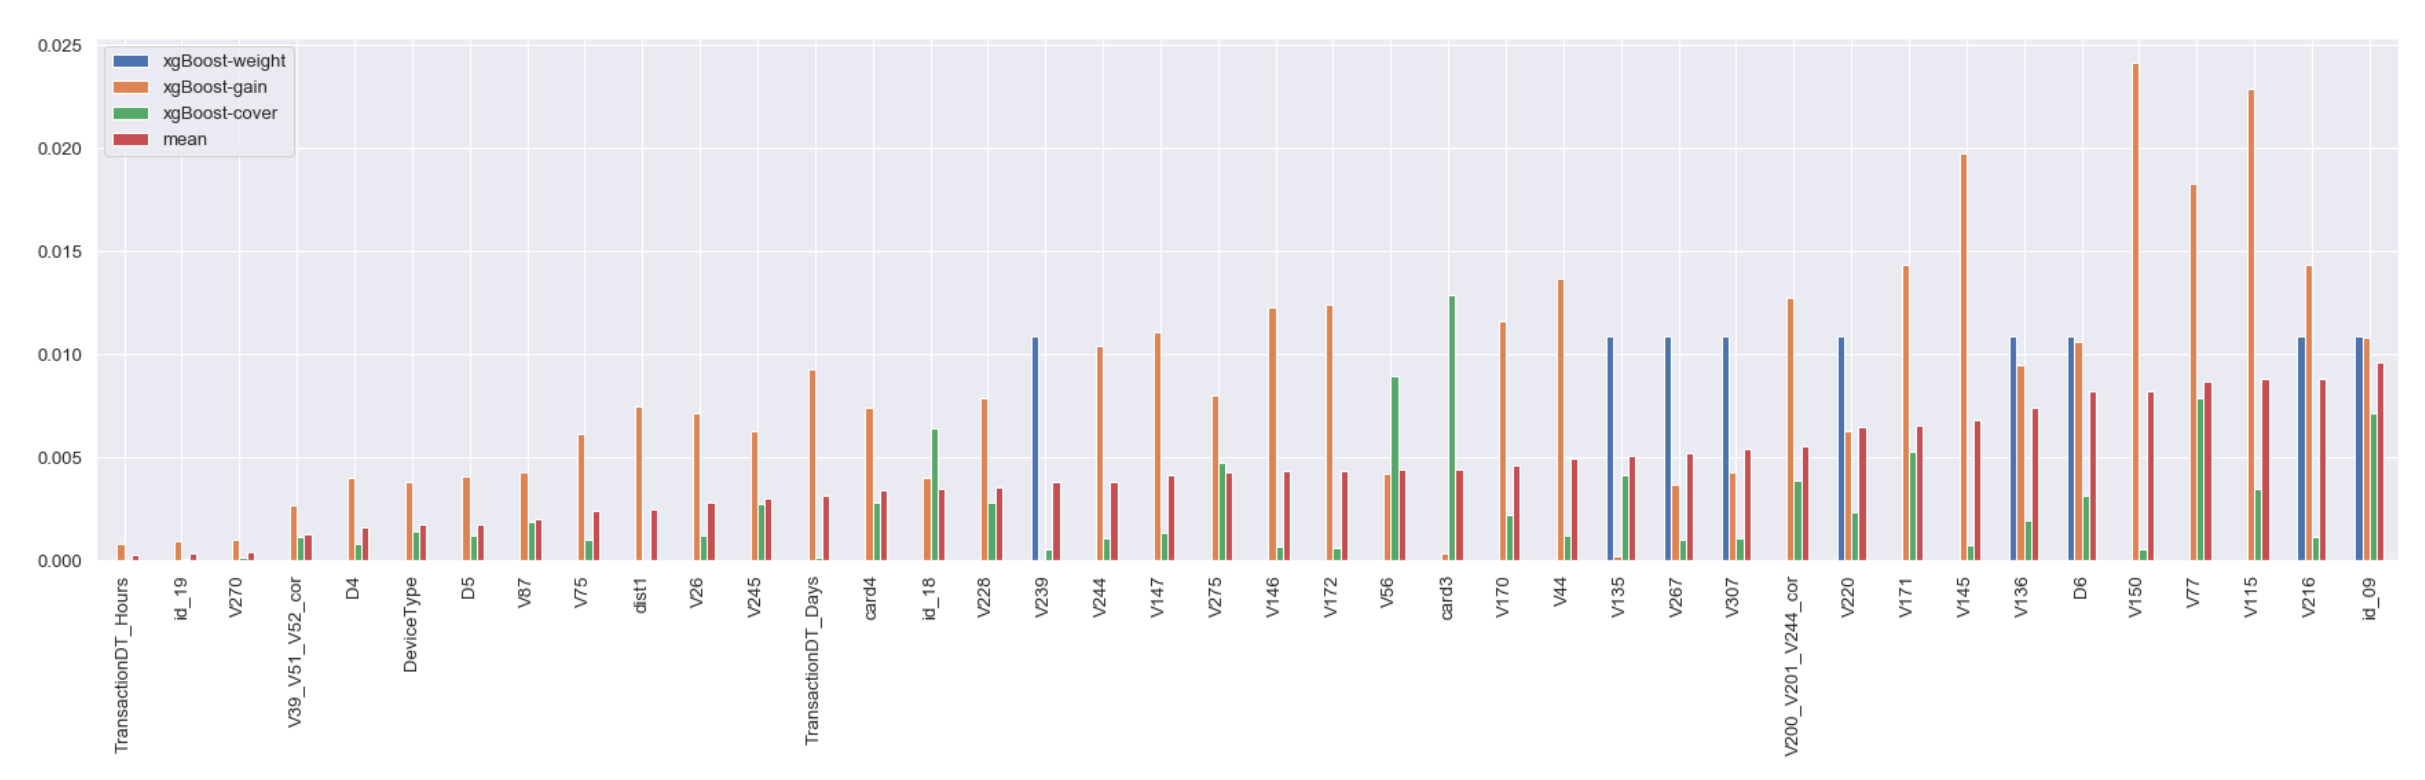 0.025
0.020
0.015
0.010
0.005
0.000
xgBoost-weight
xgBoost-gain
xgBoost-cover
mean
TransactionDT_Hours
id_19
V270
V39_V51_V52_cor
D4
DeviceType
D5
V87
V75
dist1
V26
V245
TransactionDT_Days
card4
id_18
V228
V239
V244
V147
V275
V146
V172
V56
card3
V170
V44
V135
V267
V307
V200_V201_V244_cor
V220
V171
V145
V136
D6
V150
V77
V115
V216
id_09